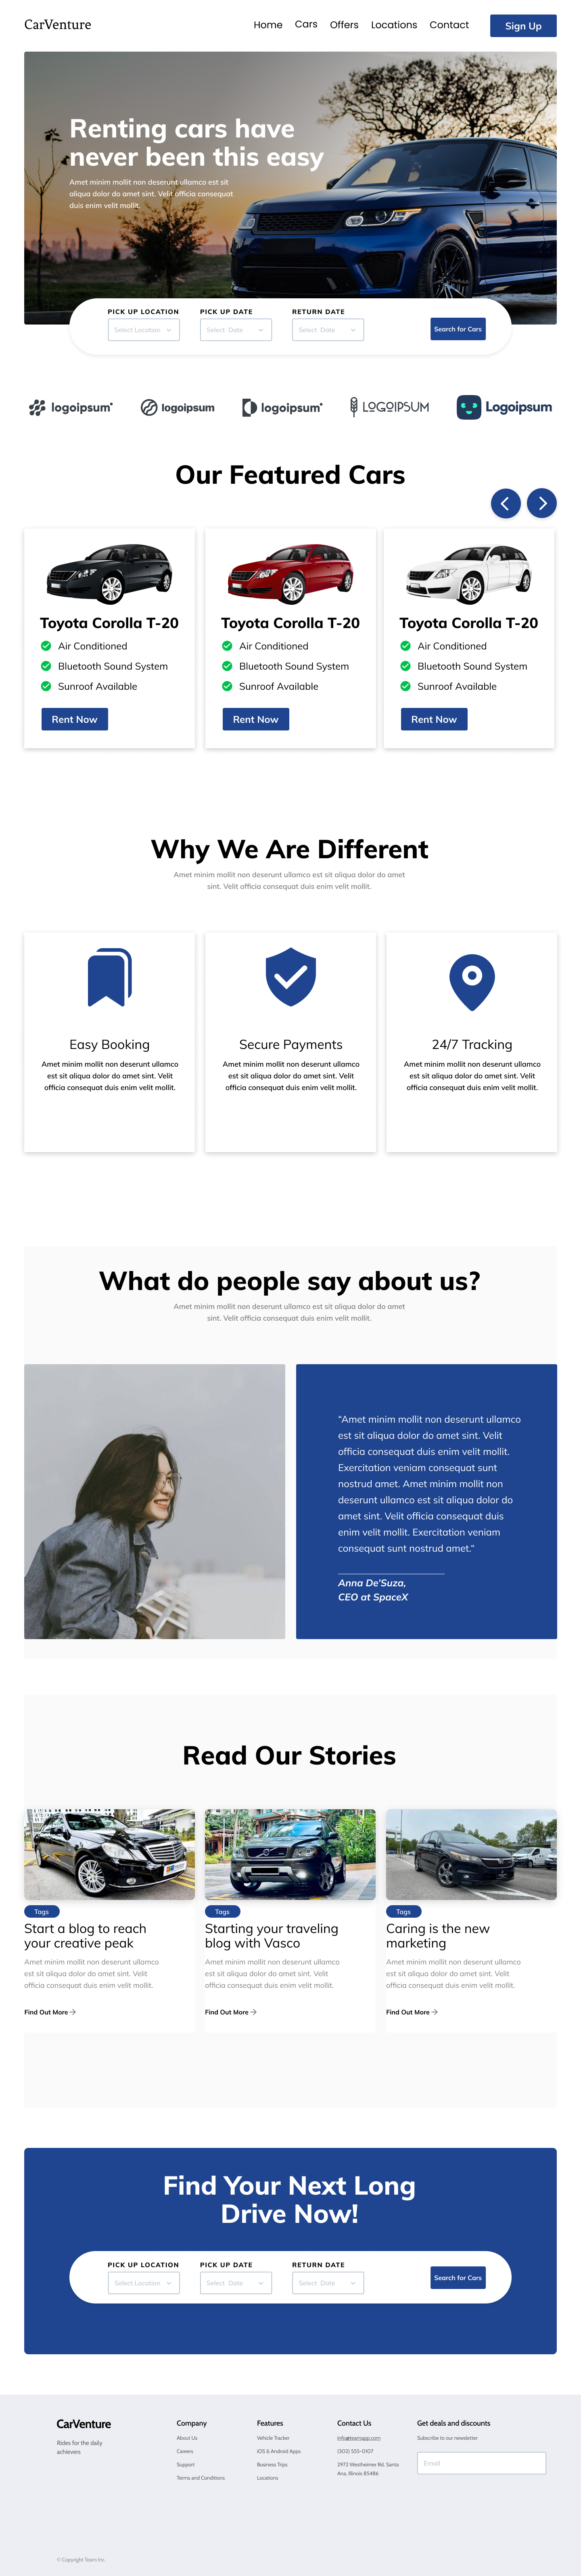 CarVenture
Home Cars Offers Locations Contact Sign Up
Renting cars have
never been this easy
Amet minim mollit non deserunt ullamco est sit
aliqua dolor do amet sint. Velit officia consequat
duis enim velit mollit.
PICK UP LOCATION PICK UP DATE RETURN DATE
Select Location Select Date Select Date Search for Cars
logoipsum logoipsum logoipsum LOGOIPSUM Logoipsum
Our Featured Cars
Toyota Corolla T-20
Air Conditioned
Bluetooth Sound System
Sunroof Available
Rent Now
Toyota Corolla T-20
Air Conditioned
Bluetooth Sound System
Sunroof Available
Rent Now
Toyota Corolla T-20
Air Conditioned
Bluetooth Sound System
Sunroof Available
Rent Now
Why We Are Different
Amet minim mollit non deserunt ullamco est sit aliqua dolor do amet
sint. Velit officia consequat duis enim velit mollit.
Easy Booking
Amet minim mollit non deserunt ullamco
est sit aliqua dolor do amet sint. Velit
officia consequat duis enim velit mollit.
Secure Payments
Amet minim mollit non deserunt ullamco
est sit aliqua dolor do amet sint. Velit
officia consequat duis enim velit mollit.
24/7 Tracking
Amet minim mollit non deserunt ullamco
est sit aliqua dolor do amet sint. Velit
officia consequat duis enim velit mollit.
What do people say about us?
Amet minim mollit non deserunt ullamco est sit aliqua dolor do amet
sint. Velit officia consequat duis enim velit mollit.
“Amet minim mollit non deserunt ullamco
est sit aliqua dolor do amet sint. Velit
officia consequat duis enim velit mollit.
Exercitation veniam consequat sunt
nostrud amet. Amet minim mollit non
deserunt ullamco est sit aliqua dolor do
amet sint. Velit officia consequat duis
enim velit mollit. Exercitation veniam
consequat sunt nostrud amet.”
Anna De'Suza,
CEO at SpaceX
Read Our Stories
Tags
Start a blog to reach
your creative peak
Amet minim mollit non deserunt ullamco
est sit aliqua dolor do amet sint. Velit
officia consequat duis enim velit mollit.
Find Out More
Tags
Starting your traveling
blog with Vasco
Amet minim mollit non deserunt ullamco
est sit aliqua dolor do amet sint. Velit
officia consequat duis enim velit mollit.
Find Out More
Tags
Caring is the new
marketing
Amet minim mollit non deserunt ullamco
est sit aliqua dolor do amet sint. Velit
officia consequat duis enim velit mollit.
Find Out More
Find Your Next Long
Drive Now!
PICK UP LOCATION PICK UP DATE RETURN DATE
Select Location Select Date Select Date Search for Cars
CarVenture
Rides for the daily
achievers
Company
About Us
Careers
Support
Terms and Conditions
Features
Vehicle Tracker
iOS & Android Apps
Business Trips
Locations
Contact Us
info@teamapp.com
(303) 555-0107
2972 Westheimer Rd. Santa
Ana, Illinois 85486
Get deals and discounts
Subscribe to our newsletter
Email
© Copyright Team Inc.